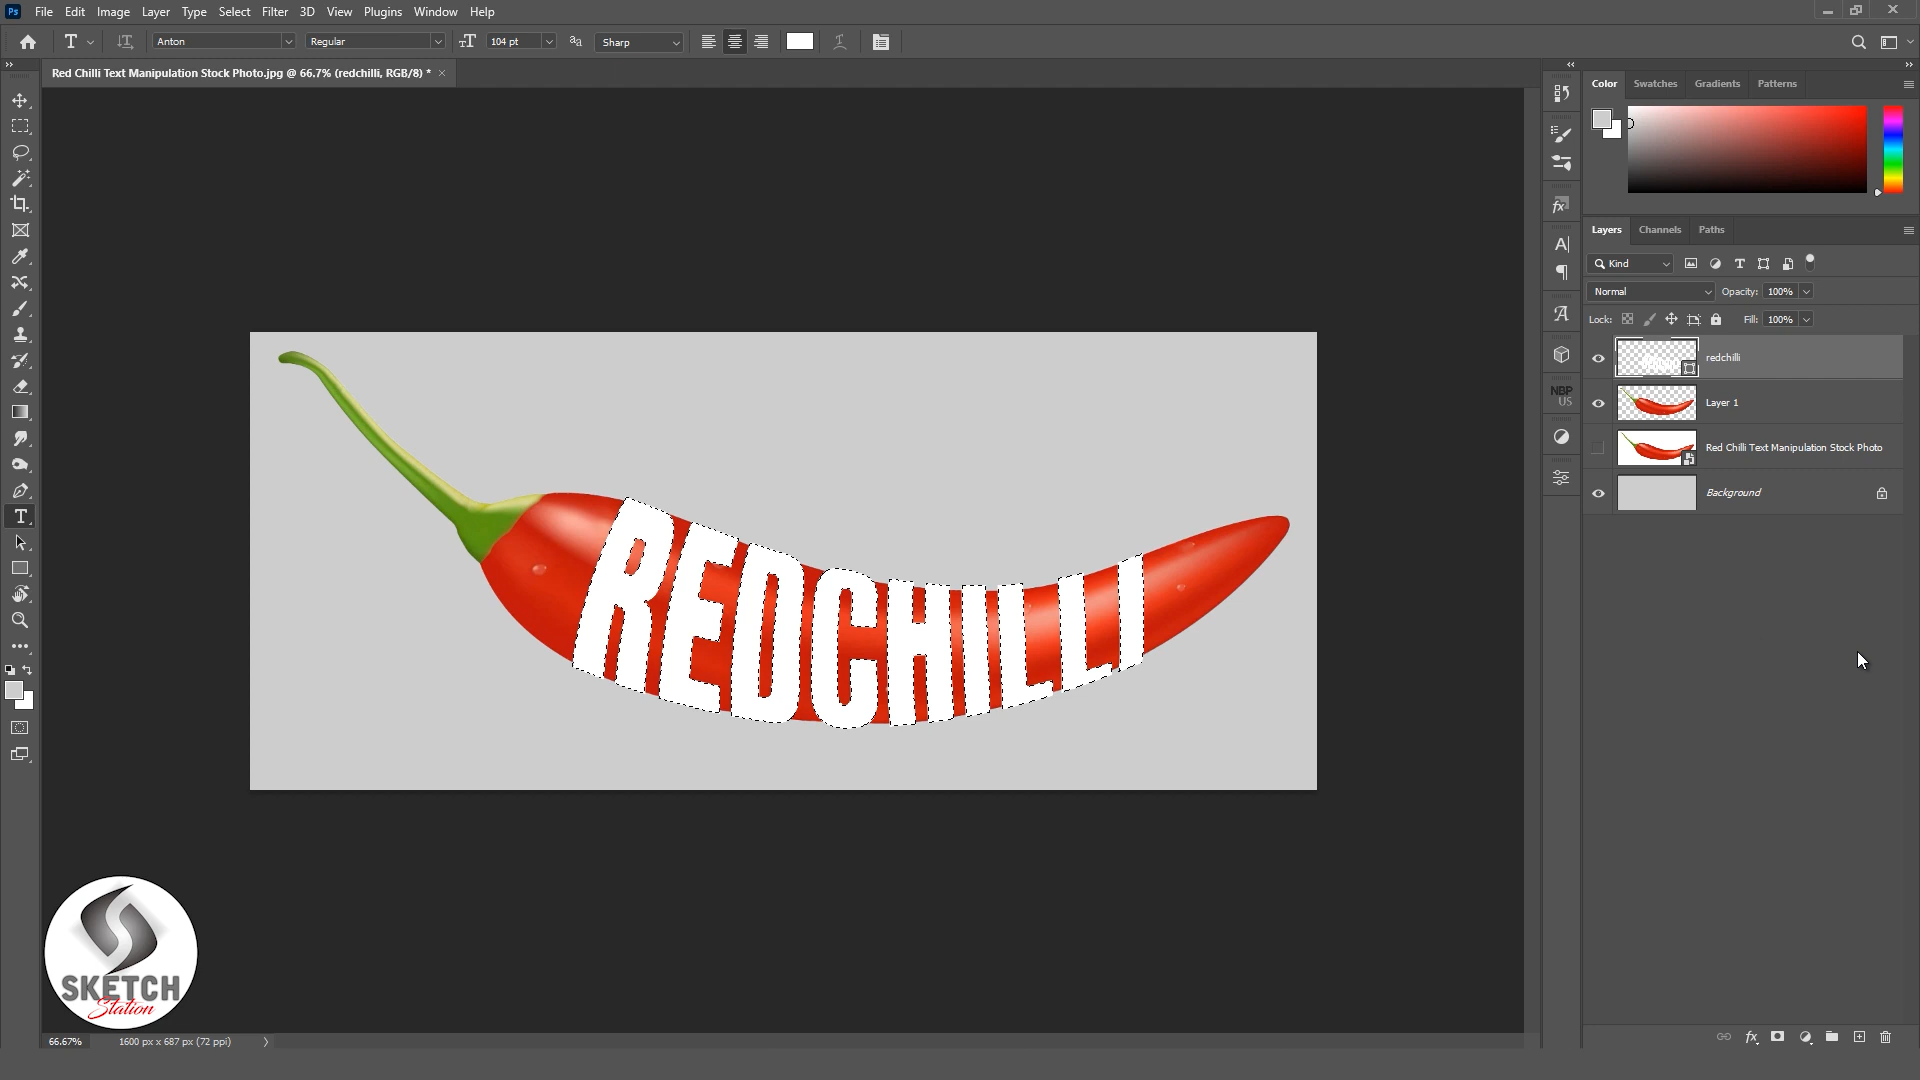 Ps File Edit Image Layer Type Select Filter 3D View Plugins Window Help
T Anton Regular 104 pt Sharp
Red Chilli Text Manipulation Stock Photo.jpg @ 66.7% (redchilli, RGB/8) *
Color Swatches Gradients Patterns
Layers Channels Paths
Kind
Normal Opacity: 100%
Lock: Fill: 100%
redchilli
Layer 1
Red Chilli Text Manipulation Stock Photo
Background
NBP
US
REDCHILLI
SKETCH
Station
66.67% 1600 px x 687 px (72 ppi)